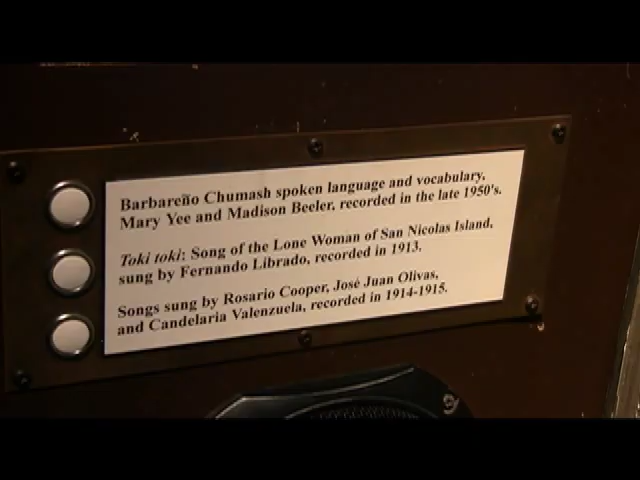 Barbareño Chumash spoken language and vocabulary,
Mary Yee and Madison Beeler, recorded in the late 1950's.
Toki toki: Song of the Lone Woman of San Nicolas Island,
sung by Fernando Librado, recorded in 1913.
Songs sung by Rosario Cooper, José Juan Olivas,
and Candelaria Valenzuela, recorded in 1914-1915.